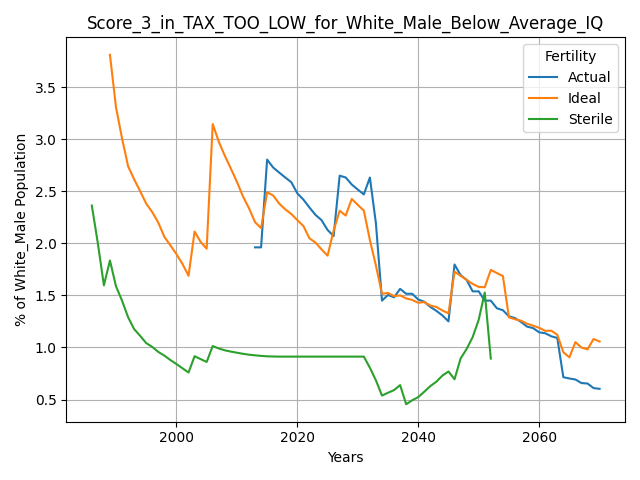 Score_3_in_TAX_TOO_LOW_for_White_Male_Below_Average_IQ
Fertility
Actual
Ideal
Sterile
% of White_Male Population
3.5
3.0
2.5
2.0
1.5
1.0
0.5
2000
2020
2040
2060
Years